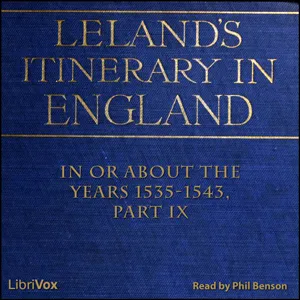 LELAND'S
ITINERARY IN
ENGLAND
IN OR ABOUT THE
YEARS 1535-1543,
PART IX
LibriVox
Read by Phil Benson